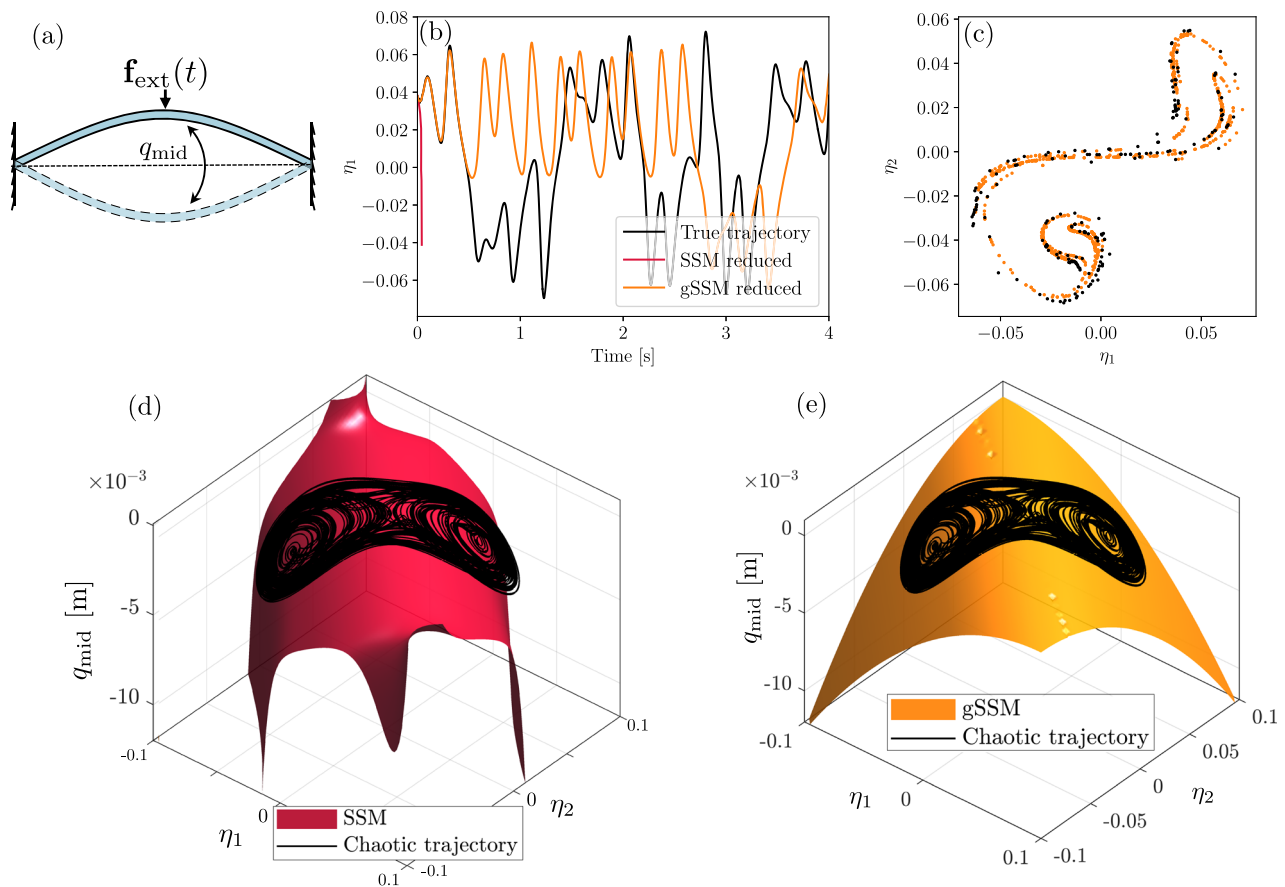 (a)
f_ext(t)
q_mid
(b)
0.08
0.06
0.04
0.02
0.00
−0.02
−0.04
−0.06
η₁
0
1
2
3
4
Time [s]
True trajectory
SSM reduced
gSSM reduced
(c)
0.06
0.04
0.02
0.00
−0.02
−0.04
−0.06
η₂
−0.05
0.00
0.05
η₁
(d)
×10⁻³
0
-5
-10
q_mid [m]
-0.1
0
0.1
η₁
-0.1
0
0.1
η₂
SSM
Chaotic trajectory
(e)
×10⁻³
0
-5
-10
q_mid [m]
-0.1
0
0.1
η₁
-0.1
-0.05
0
0.05
0.1
η₂
gSSM
Chaotic trajectory